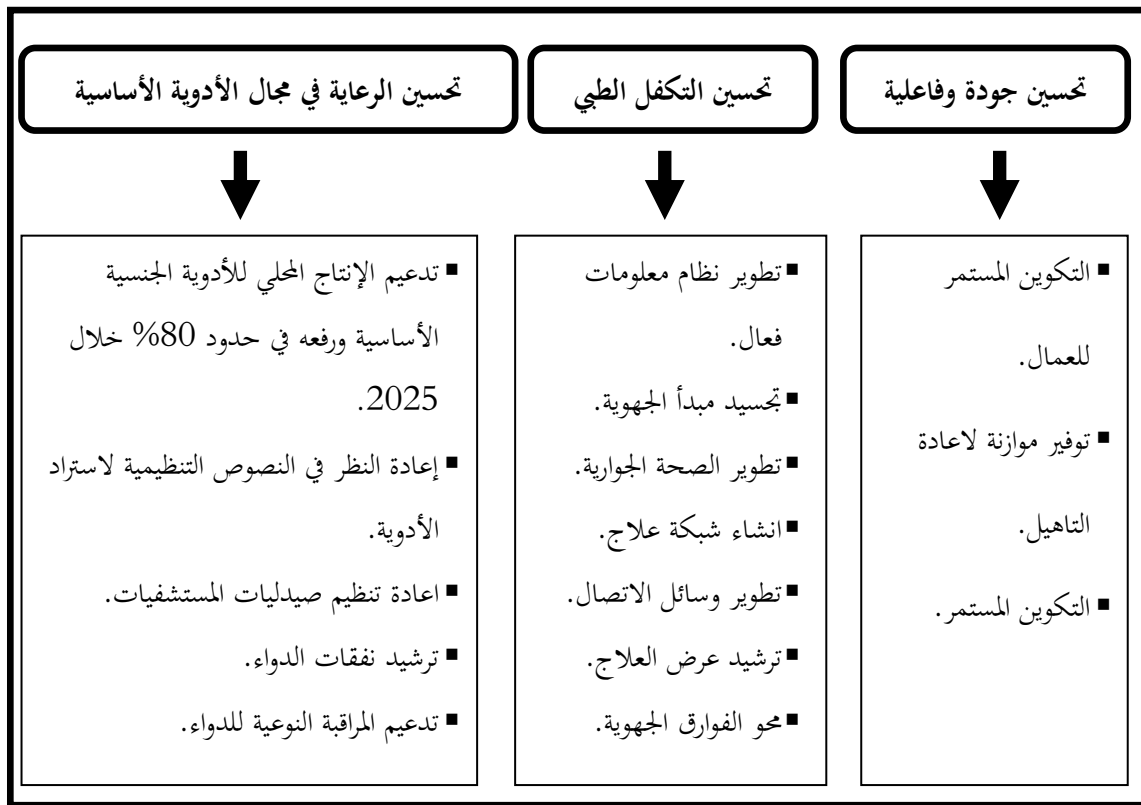 تحسين جودة وفاعلية
تحسين التكفل الطبي
تحسين الرعاية في مجال الأدوية الأساسية
▪ التكوين المستمر
للعمال.
▪ توفير موازنة لاعادة
التاهيل.
▪ التكوين المستمر.
▪ تطوير نظام معلومات
فعال.
▪ تجسيد مبدأ الجهوية.
▪ تطوير الصحة الجوارية.
▪ انشاء شبكة علاج.
▪ تطوير وسائل الاتصال.
▪ ترشيد عرض العلاج.
▪ محو الفوارق الجهوية.
▪ تدعيم الإنتاج المحلي للأدوية الجنسية
الأساسية ورفعه في حدود 80% خلال
2025.
▪ إعادة النظر في النصوص التنظيمية لاستراد
الأدوية.
▪ اعادة تنظيم صيدليات المستشفيات.
▪ ترشيد نفقات الدواء.
▪ تدعيم المراقبة النوعية للدواء.